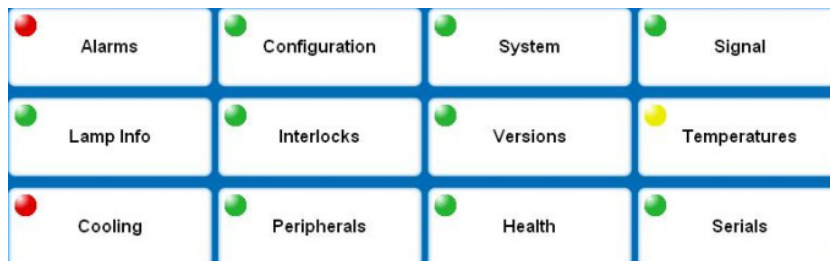 Alarms Configuration System Signal
Lamp Info Interlocks Versions Temperatures
Cooling Peripherals Health Serials